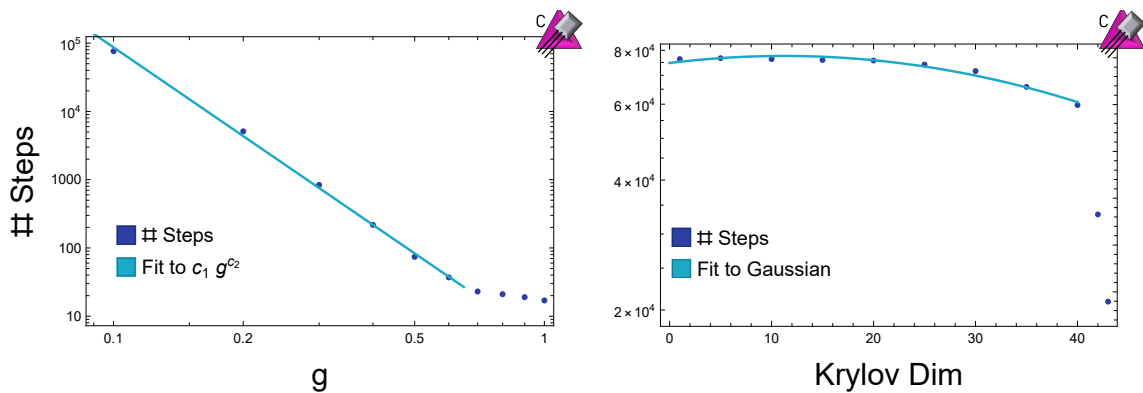 C
10^5
10^4
1000
100
10
# Steps
# Steps
Fit to c_1 g^{c_2}
0.1 0.2 0.5 1
g
C
8 × 10^4
6 × 10^4
4 × 10^4
2 × 10^4
# Steps
Fit to Gaussian
0 10 20 30 40
Krylov Dim